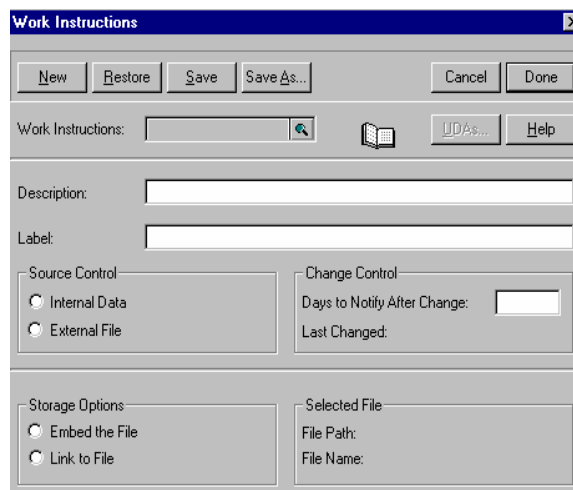 Work Instructions
New Restore Save Save As... Cancel Done
Work Instructions: UDAs... Help
Description:
Label:
Source Control
Internal Data
External File
Change Control
Days to Notify After Change:
Last Changed:
Storage Options
Embed the File
Link to File
Selected File
File Path:
File Name: